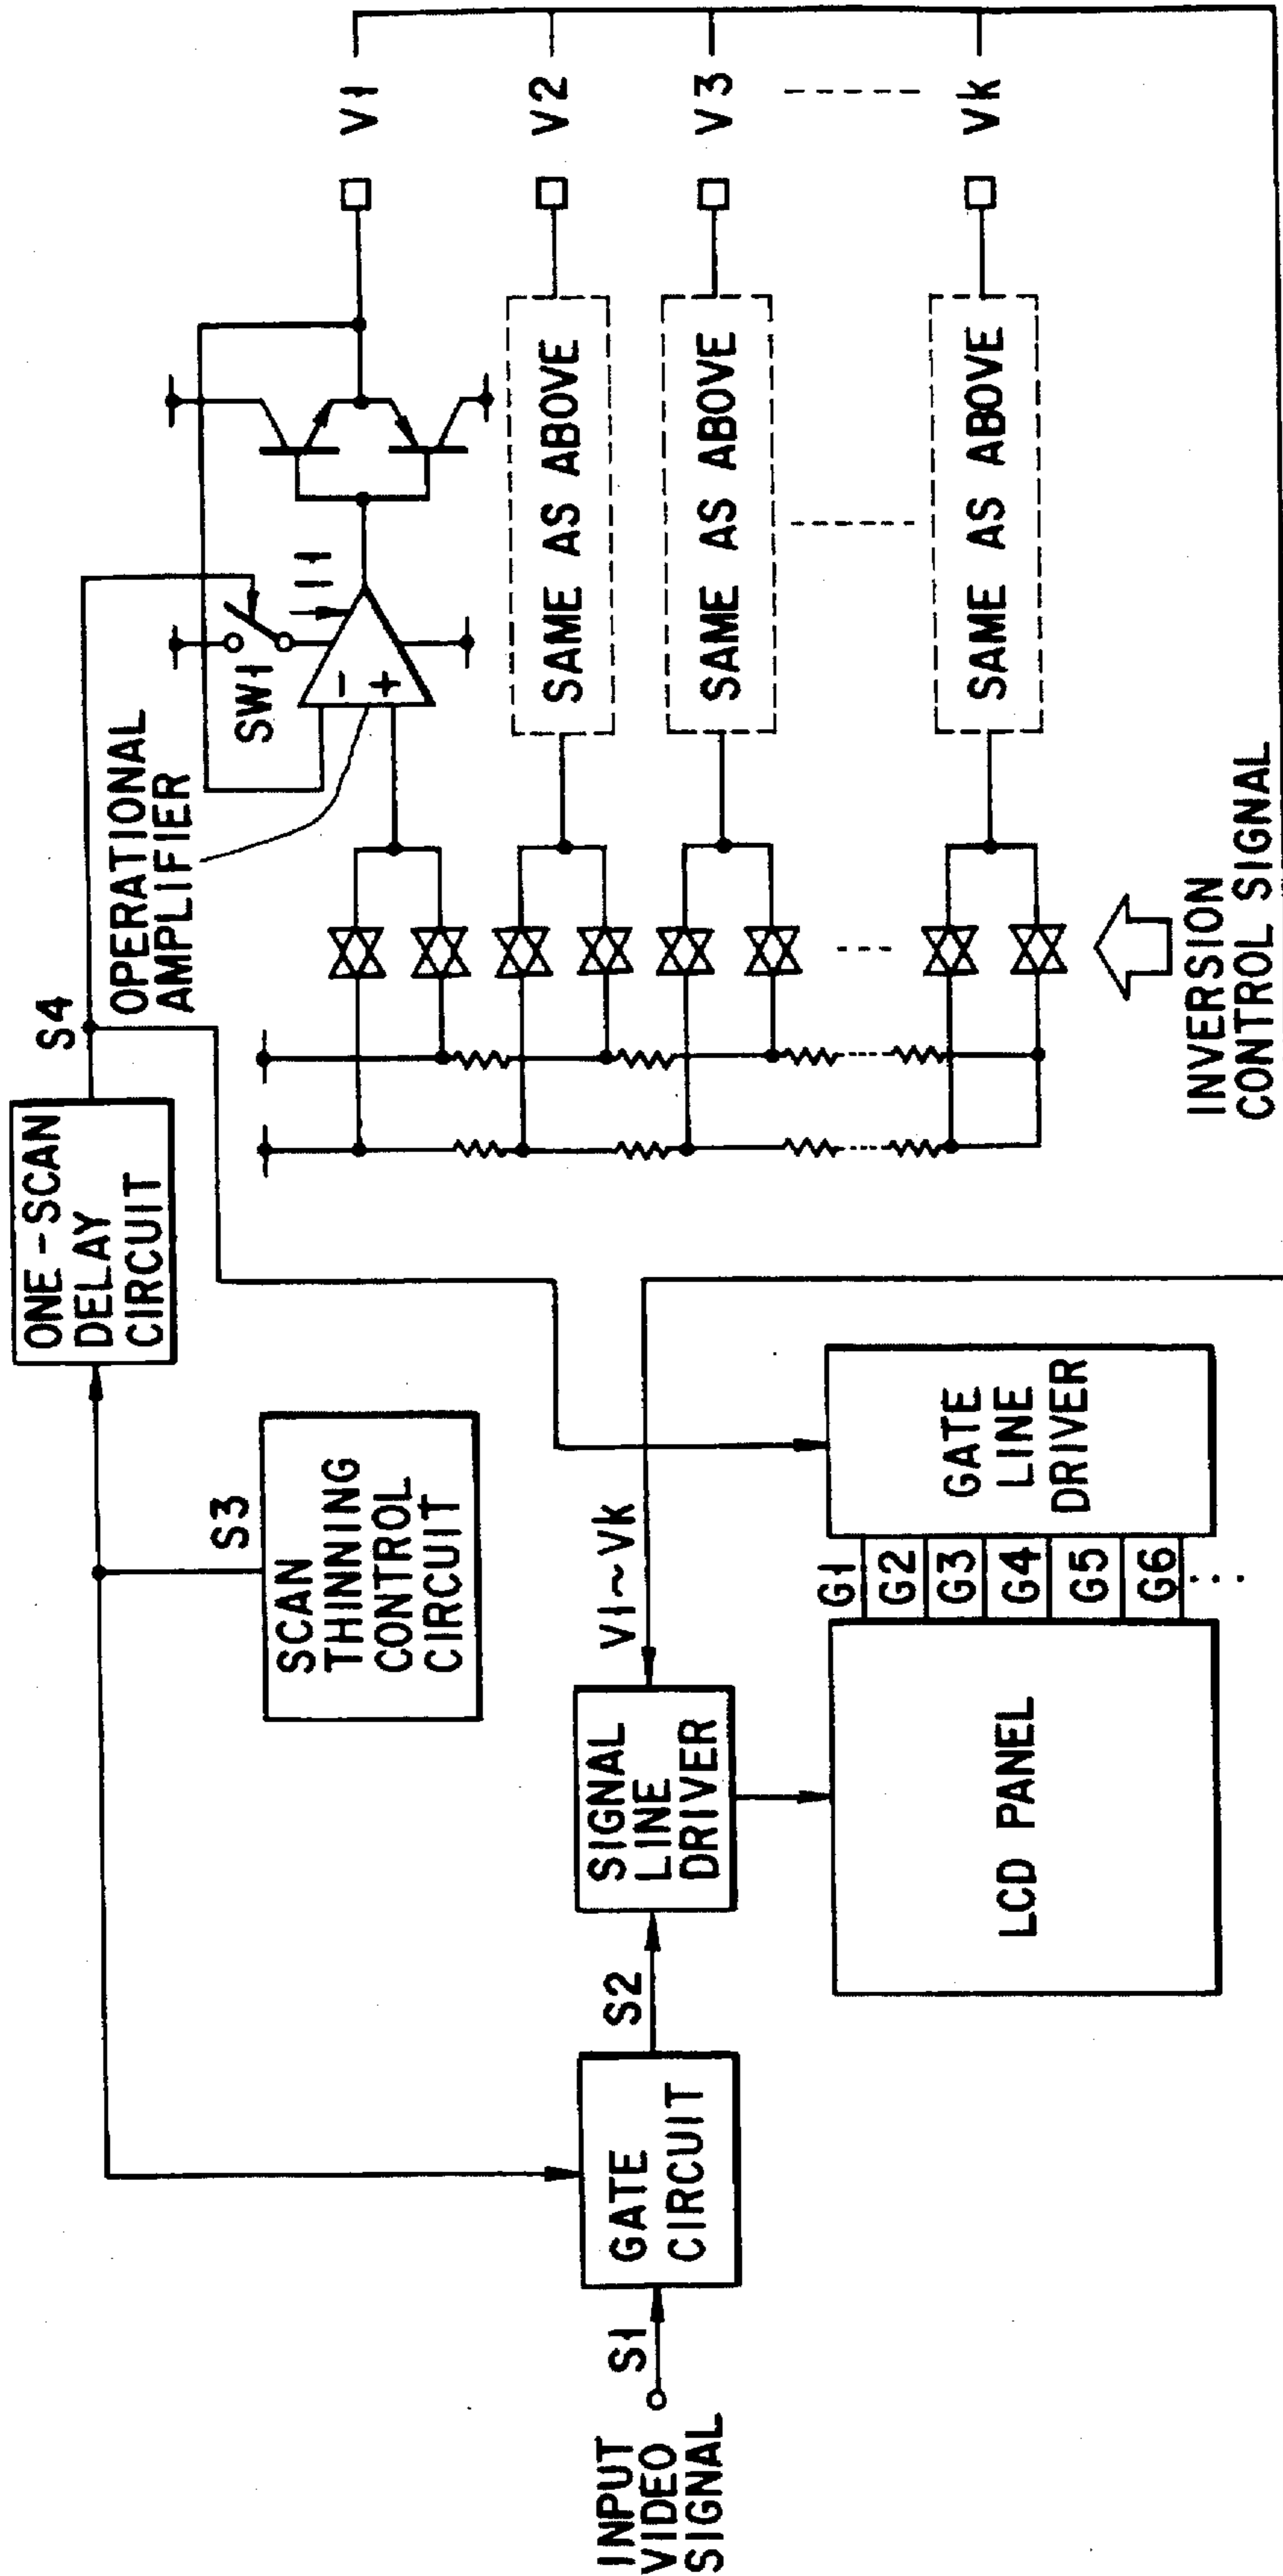 INPUT
VIDEO
SIGNAL
S1
GATE
CIRCUIT
S2
SIGNAL
LINE
DRIVER
V1~Vk
LCD PANEL
G1
G2
G3
G4
G5
G6
GATE
LINE
DRIVER
SCAN
THINNING
CONTROL
CIRCUIT
S3
ONE-SCAN
DELAY
CIRCUIT
S4
OPERATIONAL
AMPLIFIER
SW1
I1
-
+
V1
SAME AS ABOVE
V2
SAME AS ABOVE
V3
SAME AS ABOVE
Vk
INVERSION
CONTROL SIGNAL